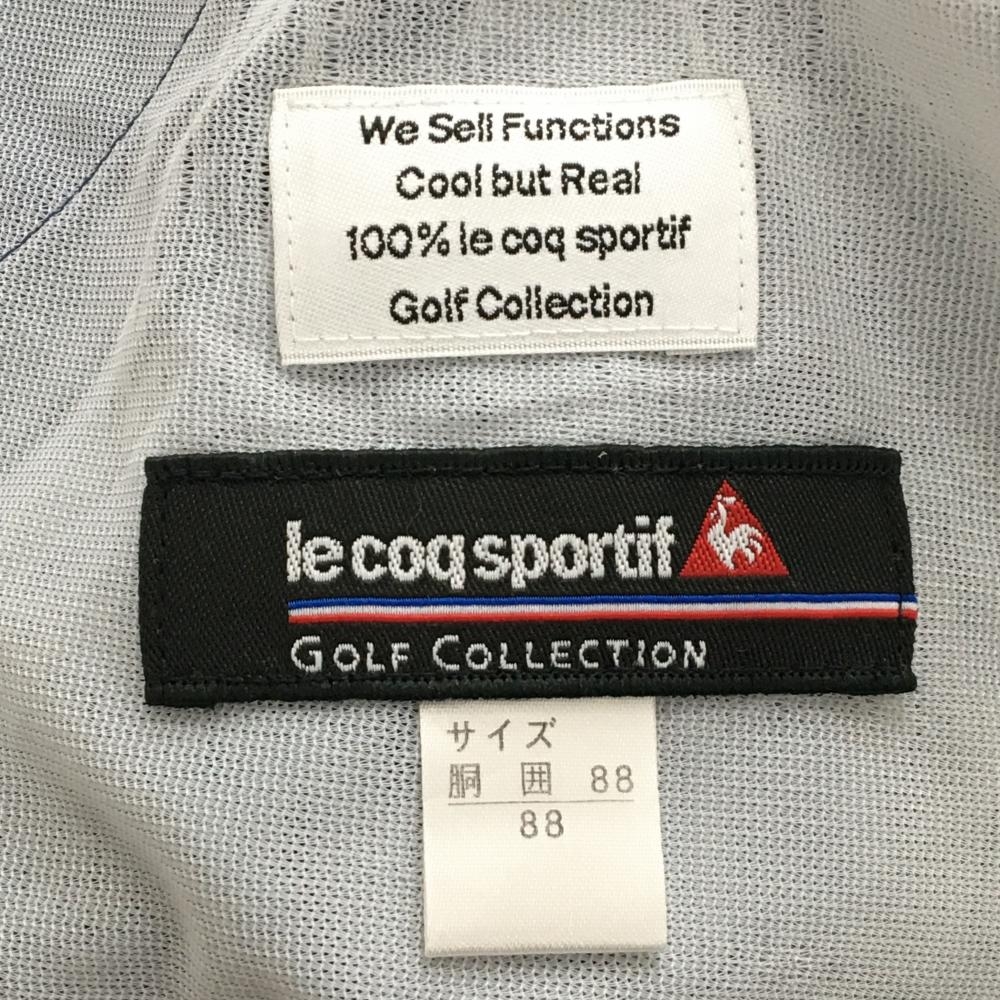 We Sell Functions
Cool but Real
100% le coq sportif
Golf Collection
le coq sportif
GOLF COLLECTION
サイズ
胴 囲 88
88